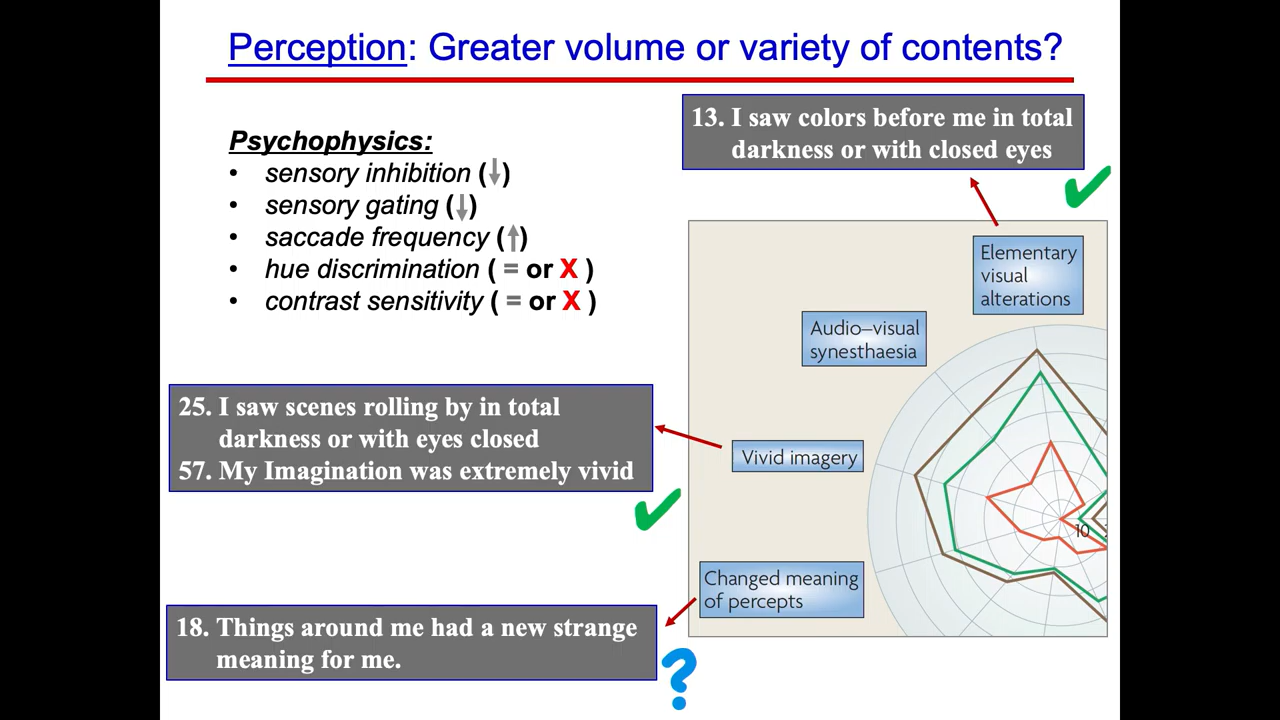 Perception: Greater volume or variety of contents?
Psychophysics:
• sensory inhibition (↓)
• sensory gating (↓)
• saccade frequency (↑)
• hue discrimination ( = or X )
• contrast sensitivity ( = or X )
13. I saw colors before me in total
darkness or with closed eyes
Elementary
visual
alterations
Audio–visual
synesthaesia
25. I saw scenes rolling by in total
darkness or with eyes closed
57. My Imagination was extremely vivid
Vivid imagery
10
Changed meaning
of percepts
18. Things around me had a new strange
meaning for me.
?